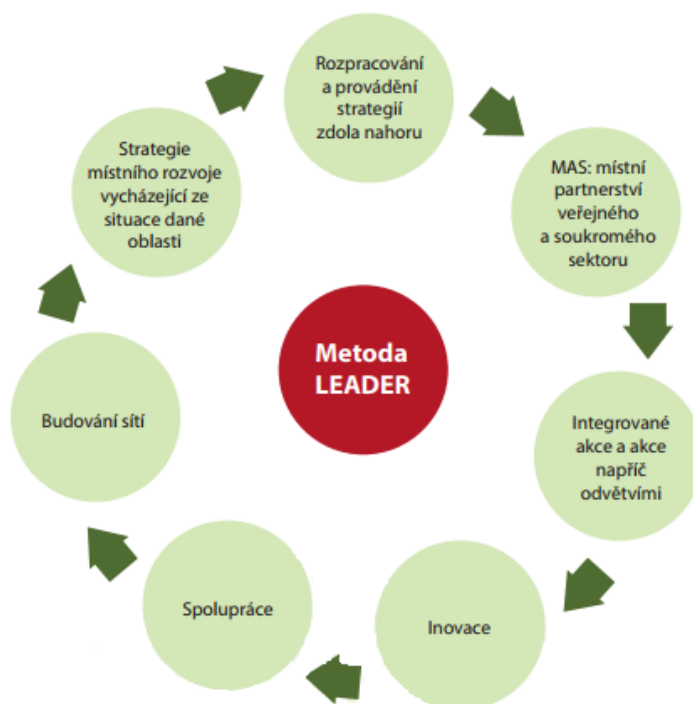 Rozpracování
a provádění
strategií
zdola nahoru
MAS: místní
partnerství
veřejného
a soukromého
sektoru
Integrované
akce a akce
napříč
odvětvími
Inovace
Spolupráce
Budování sítí
Strategie
místního rozvoje
vycházející ze
situace dané
oblasti
Metoda
LEADER